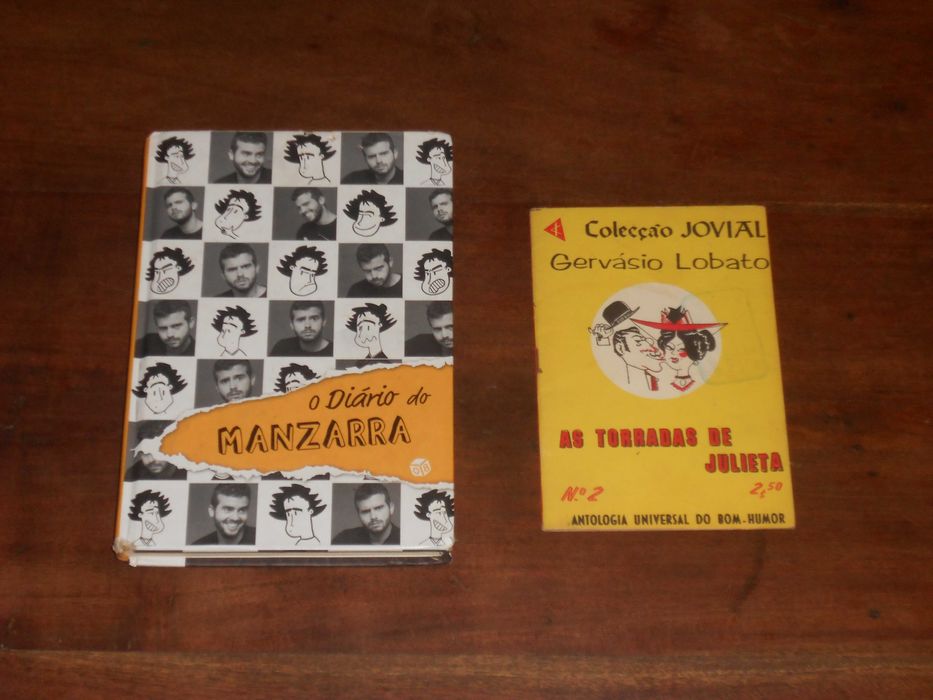 O Diário do
MANZARRA
Colecção JOVIAL
Gervásio Lobato
AS TORRADAS DE
JULIETA
N.º 2
2$50
ANTOLOGIA UNIVERSAL DO BOM-HUMOR